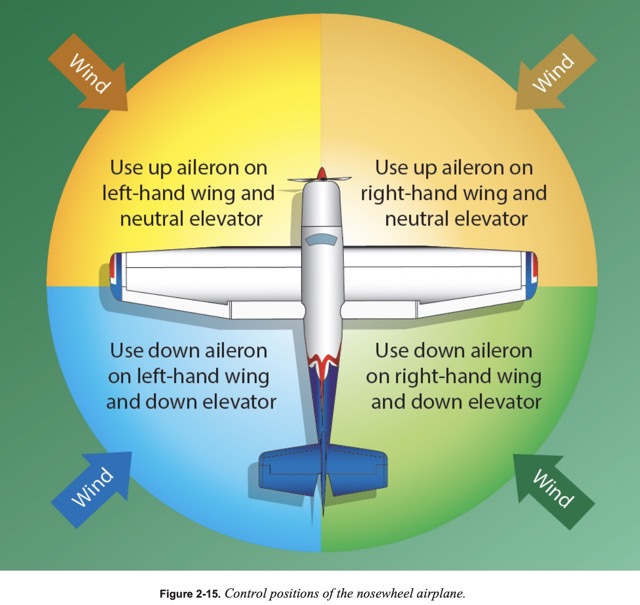 Wind
Wind
Use up aileron on
left-hand wing and
neutral elevator
Use up aileron on
right-hand wing and
neutral elevator
Use down aileron
on left-hand wing
and down elevator
Use down aileron
on right-hand wing
and down elevator
Wind
Wind
Figure 2-15. Control positions of the nosewheel airplane.